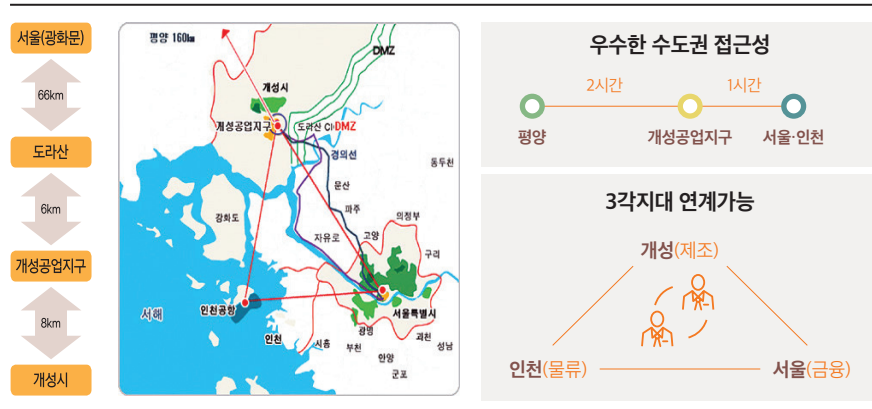 서울(광화문)
66km
도라산
6km
개성공업지구
8km
개성시
평양 160㎞
DMZ
개성시
개성공업지구
도라산 CI·DMZ
경의선
동두천
문산
강화도
파주
의정부
자유로
고양
구리
인천공항
서해
서울특별시
광명
인천
시흥
과천
부천
성남
안양
군포
우수한 수도권 접근성
2시간
1시간
평양
개성공업지구
서울·인천
3각지대 연계가능
개성(제조)
인천(물류)
서울(금융)